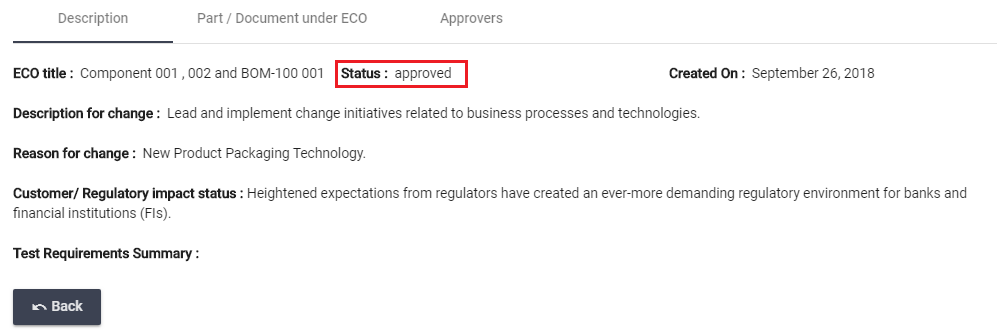 Description Part / Document under ECO Approvers
ECO title : Component 001 , 002 and BOM-100 001 Status : approved Created On : September 26, 2018
Description for change : Lead and implement change initiatives related to business processes and technologies.
Reason for change : New Product Packaging Technology.
Customer/ Regulatory impact status : Heightened expectations from regulators have created an ever-more demanding regulatory environment for banks and
financial institutions (FIs).
Test Requirements Summary :
Back